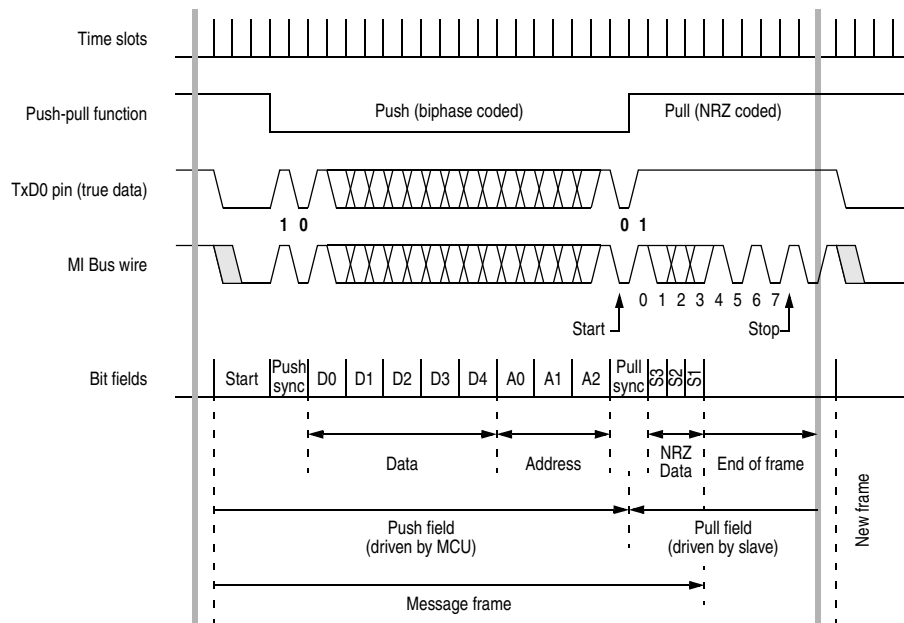 Time slots
Push-pull function
Push (biphase coded)
Pull (NRZ coded)
TxD0 pin (true data)
1 0
0 1
MI Bus wire
0 1 2 3 4 5 6 7
Start
Stop
Bit fields
Start
Push
sync
D0
D1
D2
D3
D4
A0
A1
A2
Pull
sync
S3
S2
S1
Data
Address
NRZ
Data
End of frame
Push field
(driven by MCU)
Pull field
(driven by slave)
New frame
Message frame